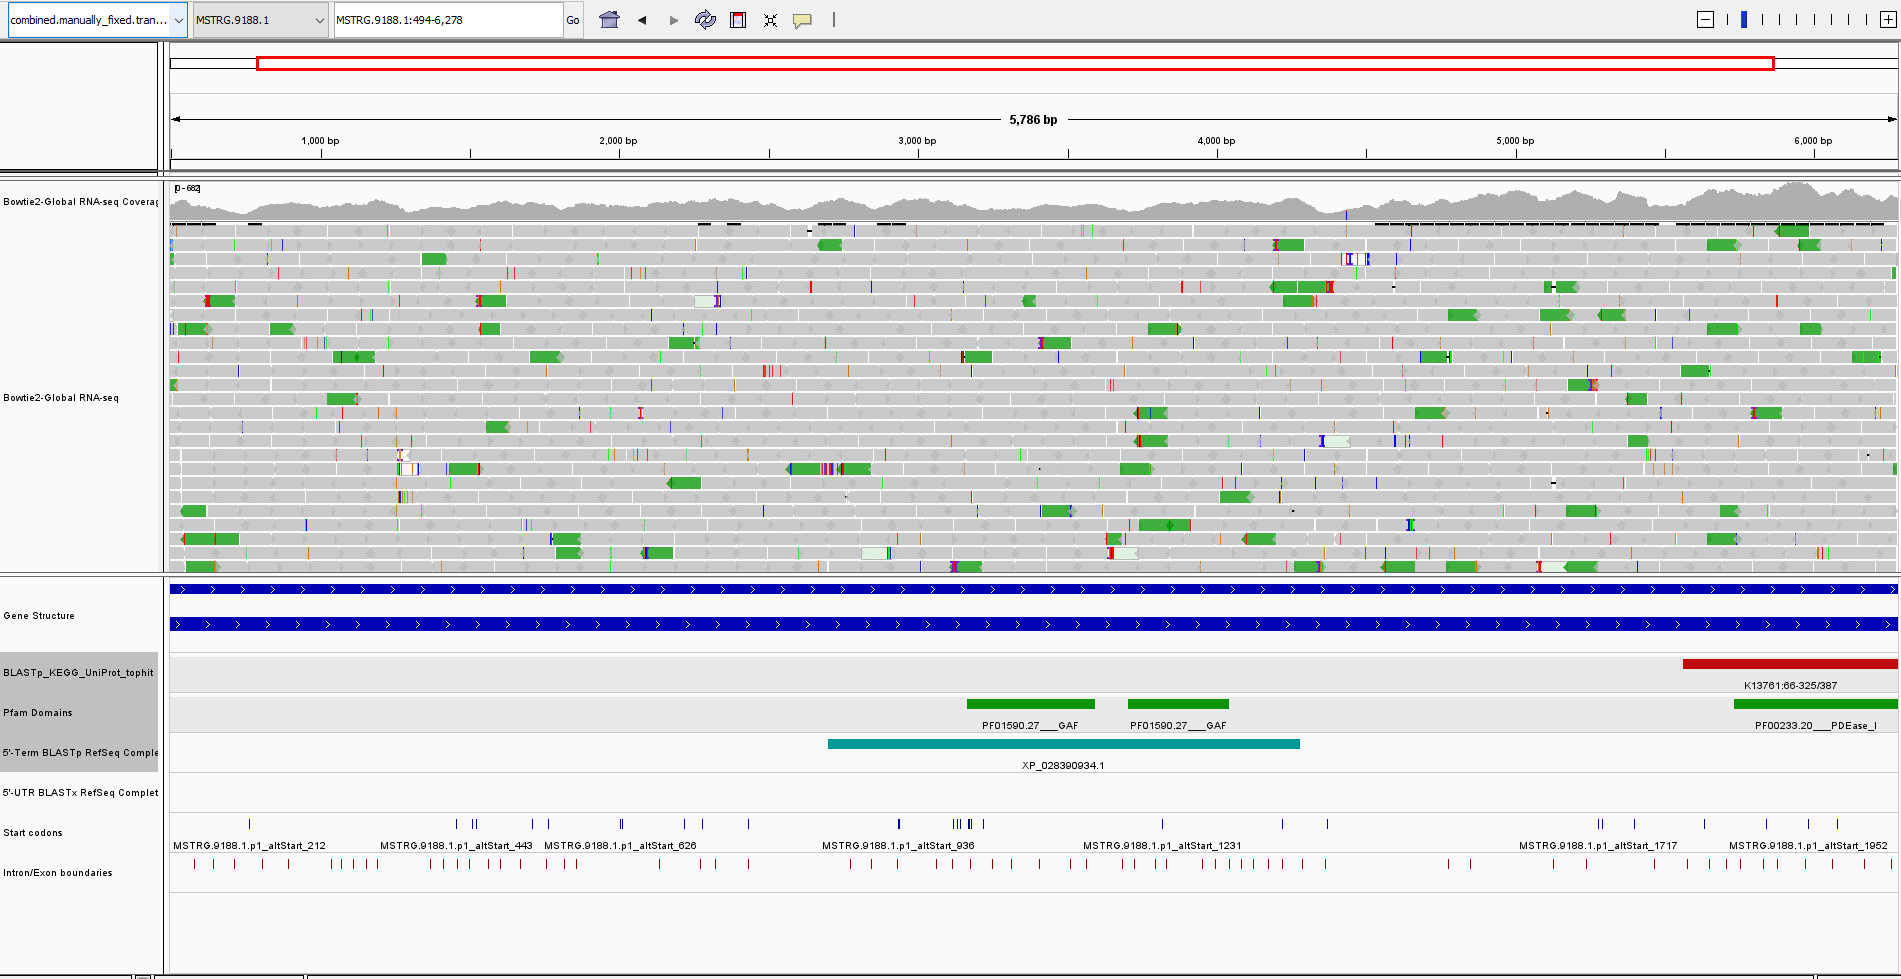 combined.manually_fixed.tran... MSTRG.9188.1 MSTRG.9188.1:494-6,278 Go
5,786 bp
1,000 bp 2,000 bp 3,000 bp 4,000 bp 5,000 bp 6,000 bp
[0 - 682]
Bowtie2-Global RNA-seq Coverag
Bowtie2-Global RNA-seq
Gene Structure
BLASTp_KEGG_UniProt_tophit
K13761:66-325/387
Pfam Domains
PF01590.27___GAF PF01590.27___GAF PF00233.20___PDEase_I
5'-Term BLASTp RefSeq Comple
XP_028390934.1
5'-UTR BLASTx RefSeq Complet
Start codons
MSTRG.9188.1.p1_altStart_212 MSTRG.9188.1.p1_altStart_443 MSTRG.9188.1.p1_altStart_626 MSTRG.9188.1.p1_altStart_936 MSTRG.9188.1.p1_altStart_1231 MSTRG.9188.1.p1_altStart_1717 MSTRG.9188.1.p1_altStart_1952
Intron/Exon boundaries